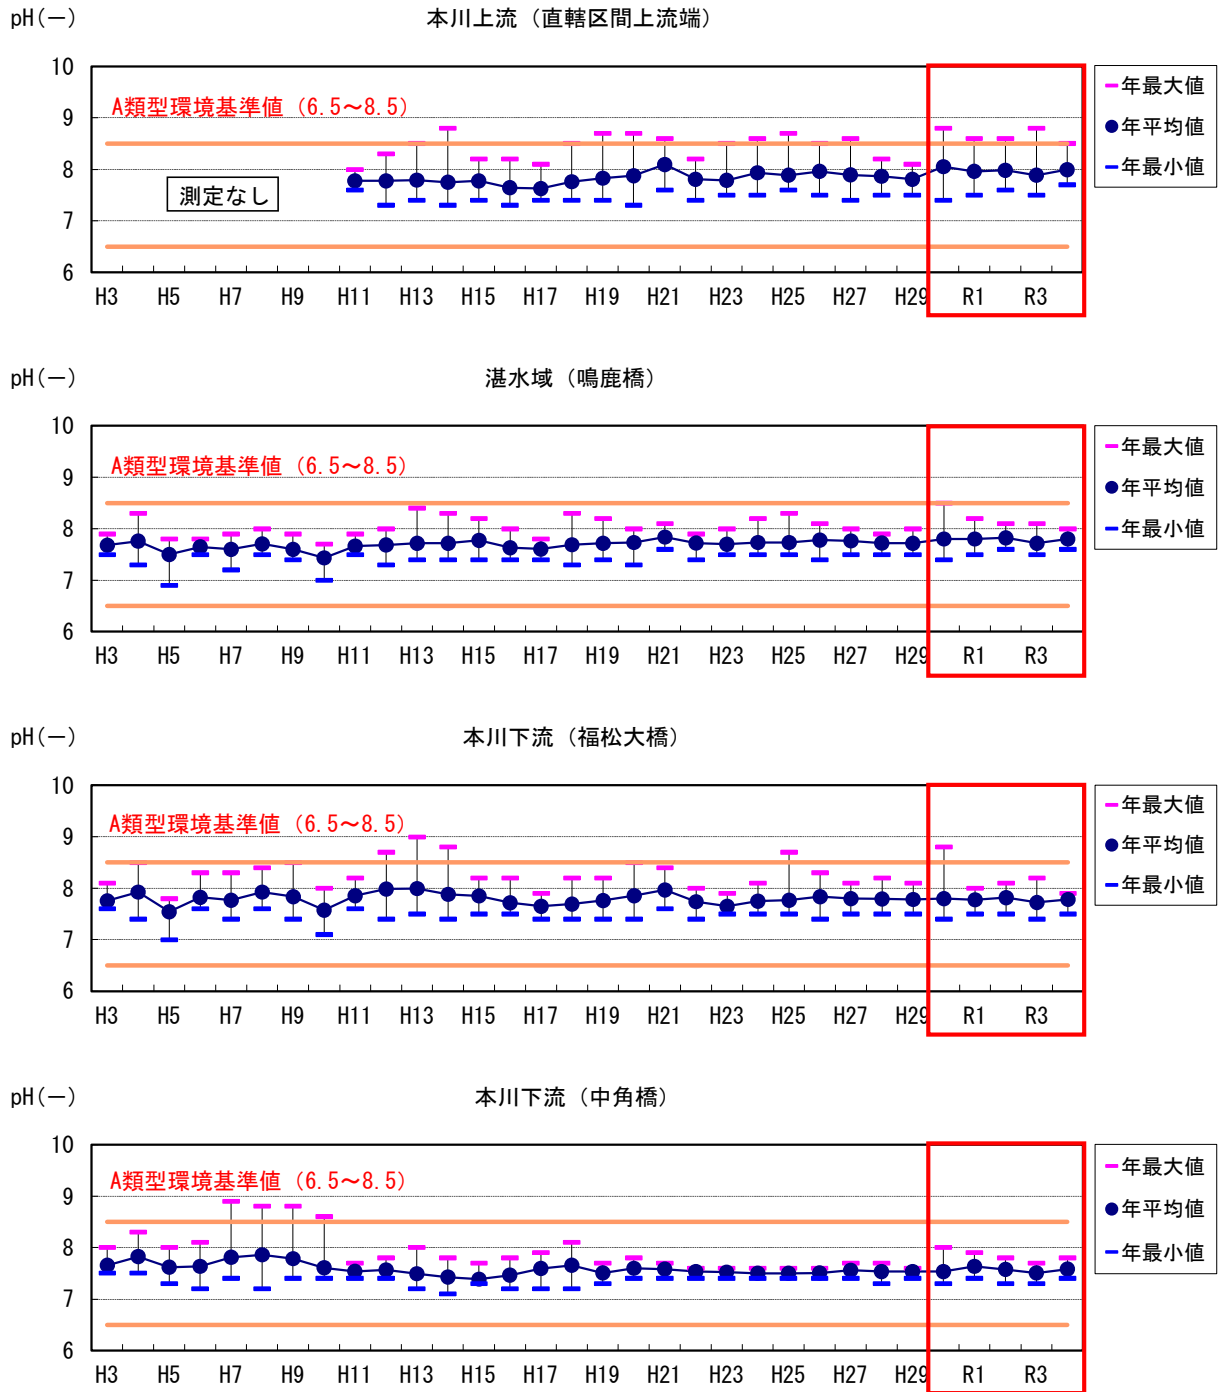 pH(―) 本川上流（直轄区間上流端）
10
A類型環境基準値（6.5～8.5）
9
8
測定なし
7
6
H3 H5 H7 H9 H11 H13 H15 H17 H19 H21 H23 H25 H27 H29 R1 R3
年最大値
年平均値
年最小値
pH(―) 湛水域（鳴鹿橋）
10
A類型環境基準値（6.5～8.5）
9
8
7
6
H3 H5 H7 H9 H11 H13 H15 H17 H19 H21 H23 H25 H27 H29 R1 R3
年最大値
年平均値
年最小値
pH(―) 本川下流（福松大橋）
10
A類型環境基準値（6.5～8.5）
9
8
7
6
H3 H5 H7 H9 H11 H13 H15 H17 H19 H21 H23 H25 H27 H29 R1 R3
年最大値
年平均値
年最小値
pH(―) 本川下流（中角橋）
10
A類型環境基準値（6.5～8.5）
9
8
7
6
H3 H5 H7 H9 H11 H13 H15 H17 H19 H21 H23 H25 H27 H29 R1 R3
年最大値
年平均値
年最小値